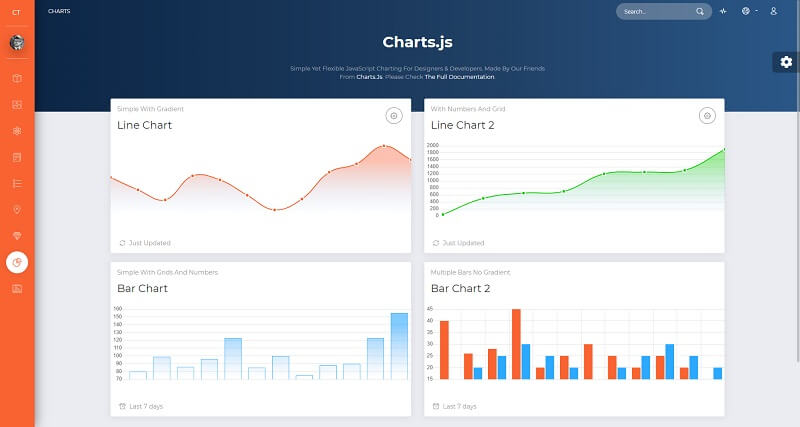 CT
CHARTS
Search...
Charts.js
Simple Yet Flexible JavaScript Charting For Designers & Developers. Made By Our Friends
From Charts.Js. Please Check The Full Documentation.
Simple With Gradient
Line Chart
Just Updated
With Numbers And Grid
Line Chart 2
2000
1800
1600
1400
1200
1000
800
600
400
200
0
Just Updated
Simple With Grids And Numbers
Bar Chart
160
150
140
130
120
110
100
90
80
70
Last 7 days
Multiple Bars No Gradient
Bar Chart 2
45
40
35
30
25
20
15
Last 7 days